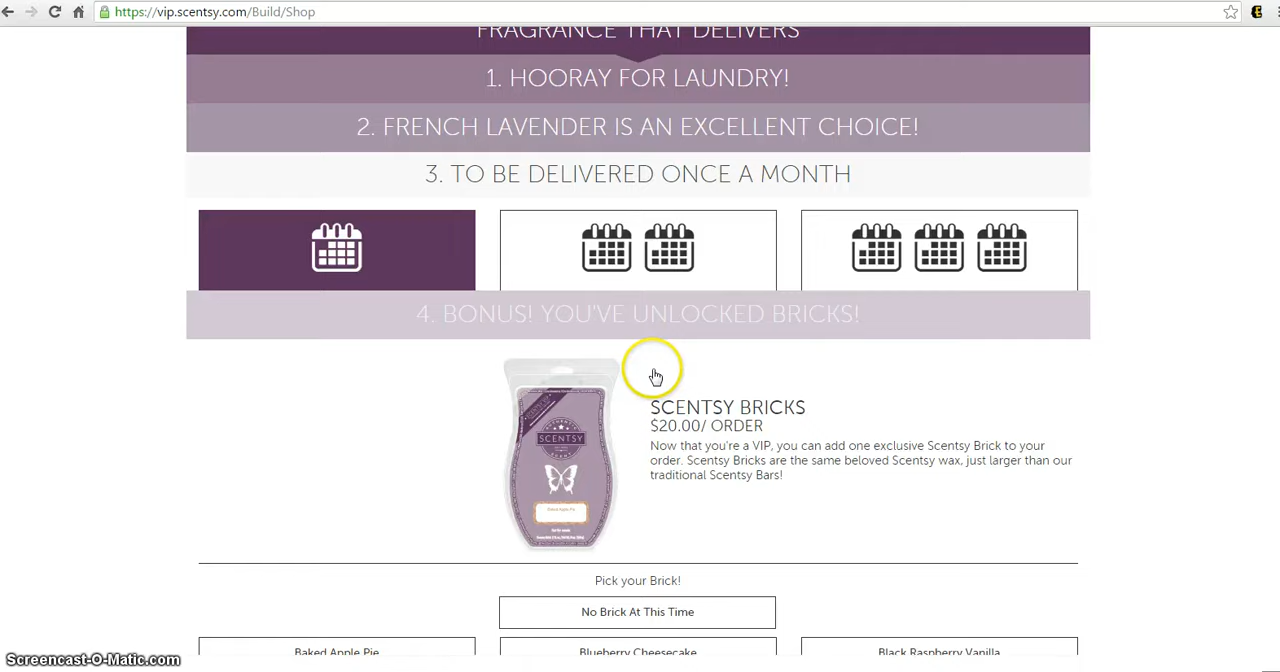 https://vip.scentsy.com/Build/Shop
FRAGRANCE THAT DELIVERS
1. HOORAY FOR LAUNDRY!
2. FRENCH LAVENDER IS AN EXCELLENT CHOICE!
3. TO BE DELIVERED ONCE A MONTH
4. BONUS! YOU'VE UNLOCKED BRICKS!
SCENTSY
Baked Apple Pie
SCENTSY BRICKS
$20.00/ ORDER
Now that you're a VIP, you can add one exclusive Scentsy Brick to your
order. Scentsy Bricks are the same beloved Scentsy wax, just larger than our
traditional Scentsy Bars!
Pick your Brick!
No Brick At This Time
Baked Apple Pie
Blueberry Cheesecake
Black Raspberry Vanilla
Screencast-O-Matic.com